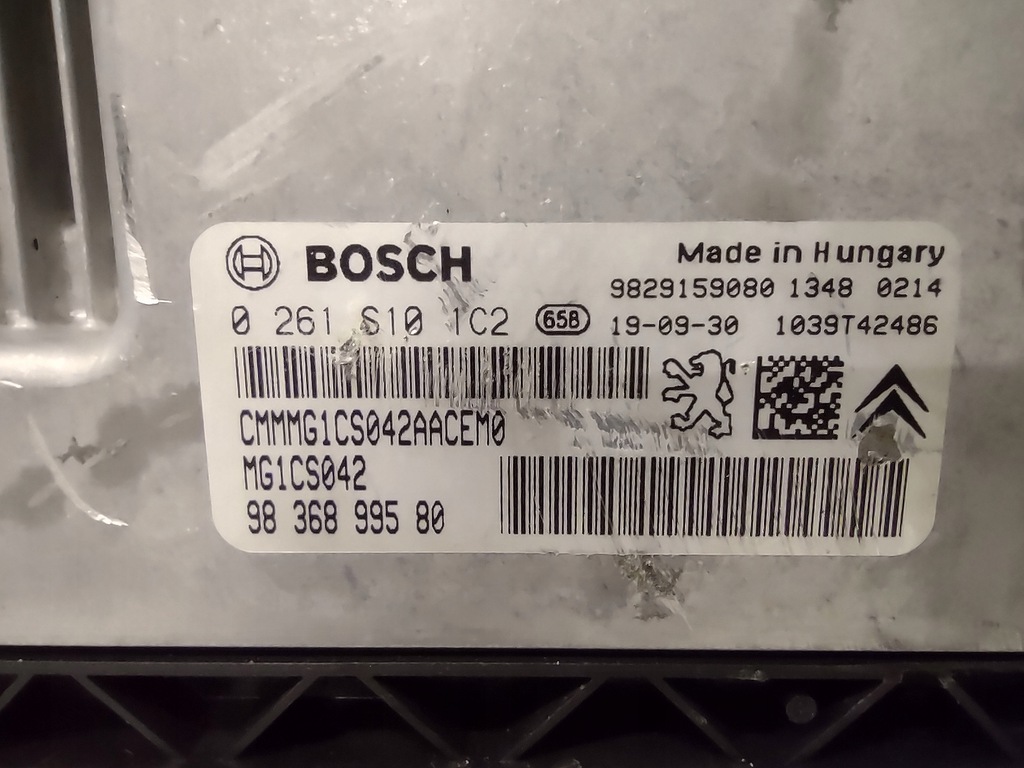 BOSCH
Made in Hungary
9829159080 1348 0214
0 261 S10 1C2 658
19-09-30 1039T42486
CMMMG1CS042AACEM0
MG1CS042
98 368 995 80